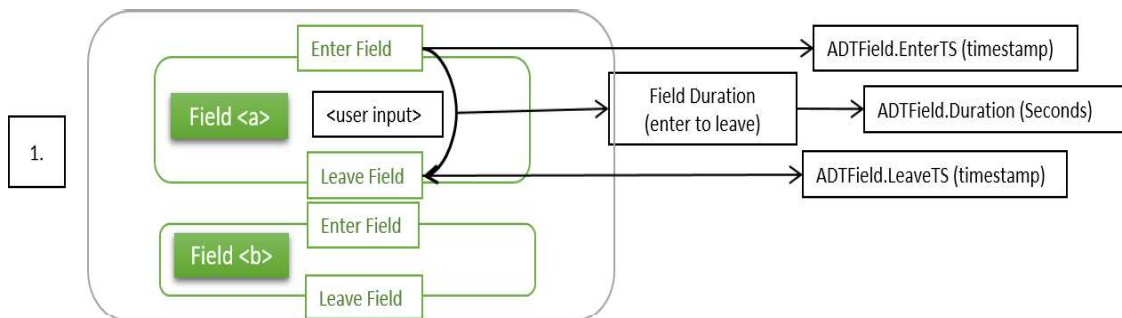 Enter Field
ADTField.EnterTS (timestamp)
Field <a>
<user input>
Field Duration
(enter to leave)
ADTField.Duration (Seconds)
1.
Leave Field
ADTField.LeaveTS (timestamp)
Enter Field
Field <b>
Leave Field